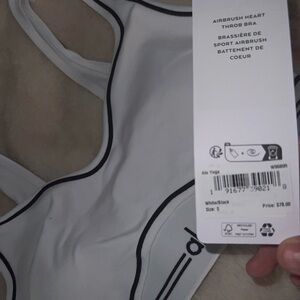 AIRBRUSH HEART
THROB BRA
BRASSIÈRE DE
SPORT AIRBRUSH
BATTEMENT DE
COEUR
Alo Yoga
White/Black
Size: S
Price: $78.00
FSC